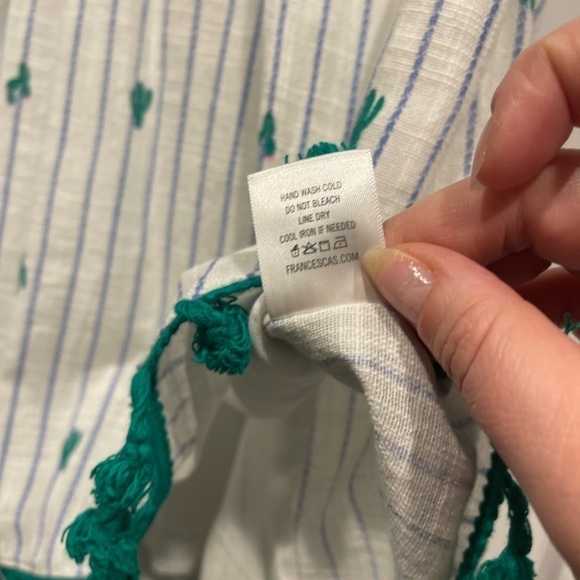 HAND WASH COLD
DO NOT BLEACH
LINE DRY
COOL IRON IF NEEDED
FRANCESCAS.COM